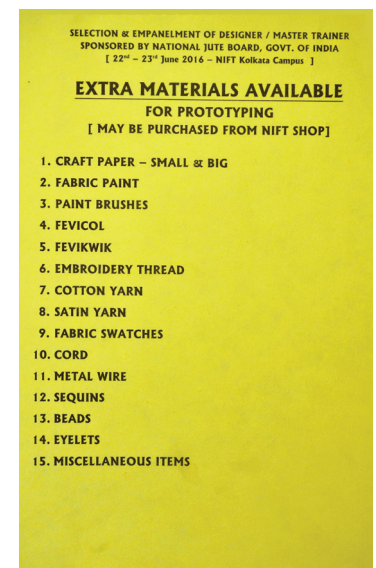 SELECTION & EMPANELMENT OF DESIGNER / MASTER TRAINER
SPONSORED BY NATIONAL JUTE BOARD, GOVT. OF INDIA
[ 22nd – 23rd June 2016 – NIFT Kolkata Campus ]
EXTRA MATERIALS AVAILABLE
FOR PROTOTYPING
[ MAY BE PURCHASED FROM NIFT SHOP]
1. CRAFT PAPER – SMALL & BIG
2. FABRIC PAINT
3. PAINT BRUSHES
4. FEVICOL
5. FEVIKWIK
6. EMBROIDERY THREAD
7. COTTON YARN
8. SATIN YARN
9. FABRIC SWATCHES
10. CORD
11. METAL WIRE
12. SEQUINS
13. BEADS
14. EYELETS
15. MISCELLANEOUS ITEMS